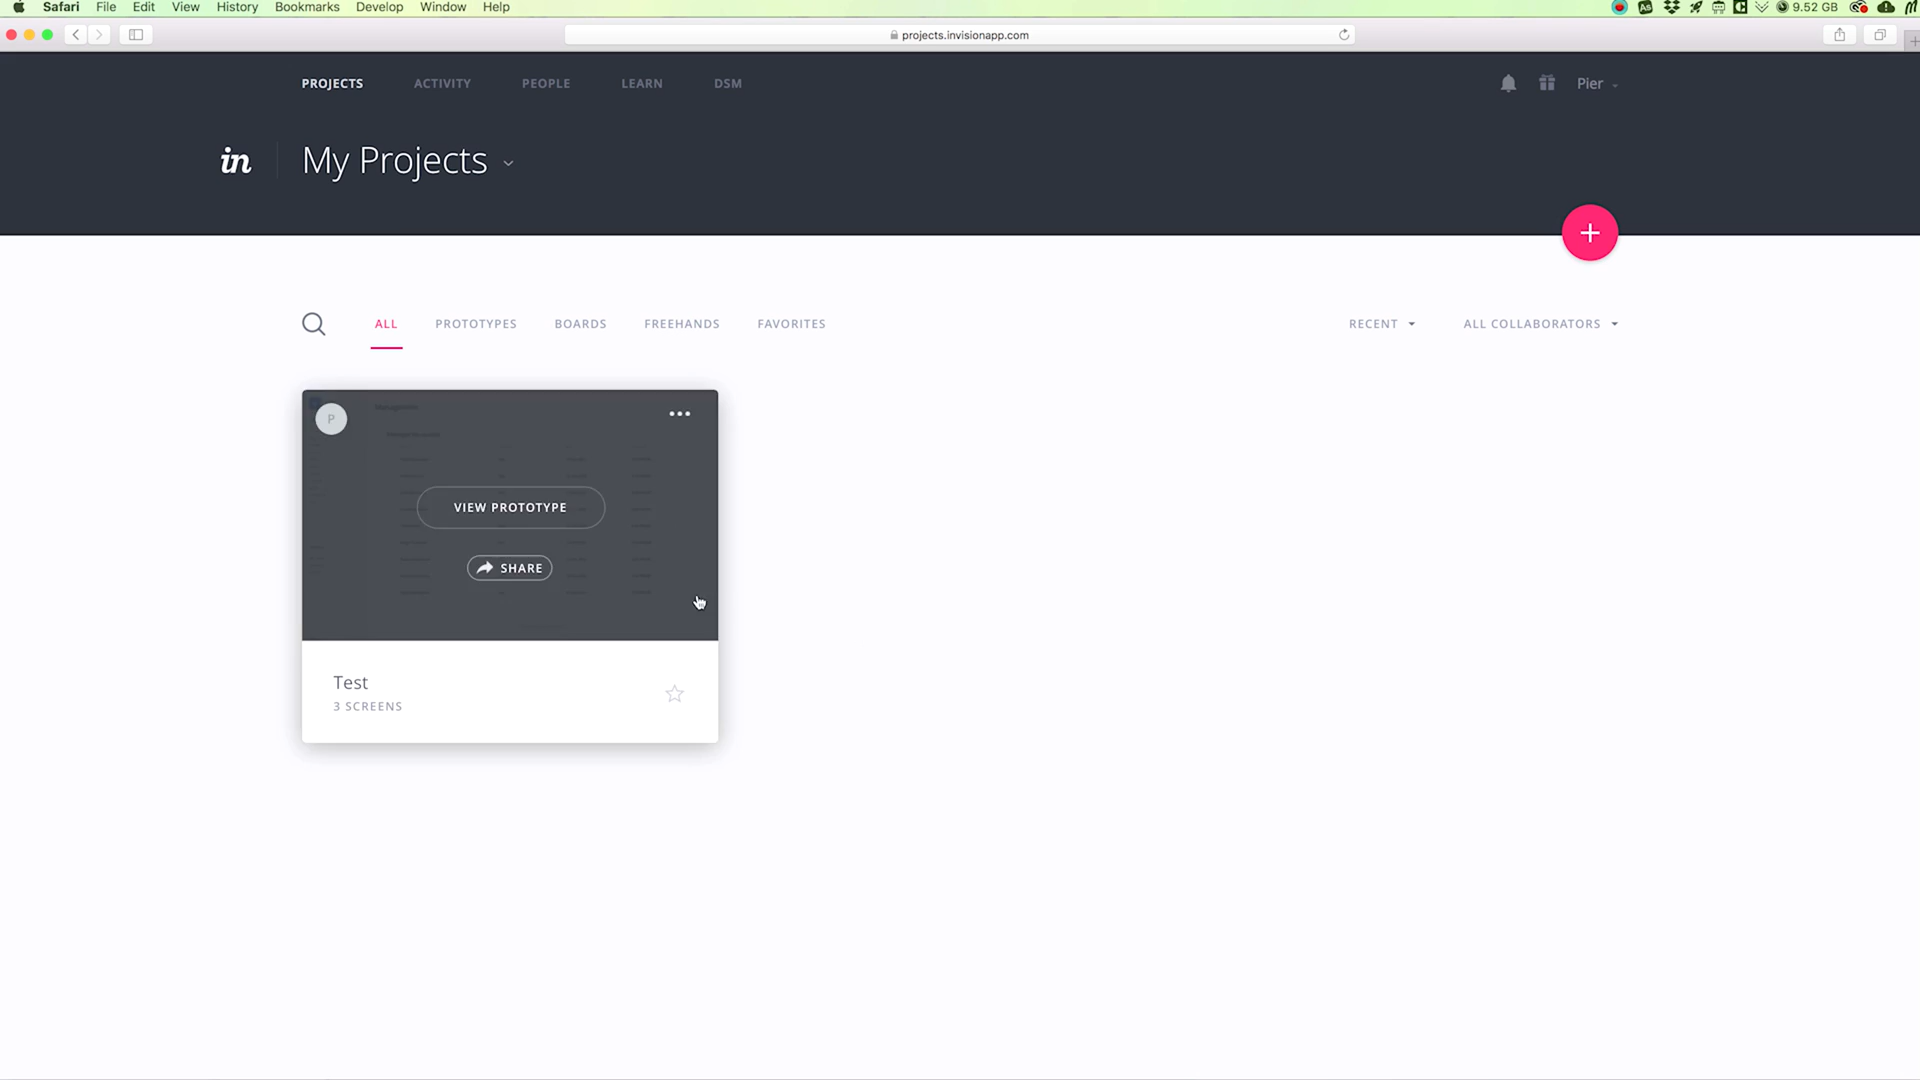 Safari File Edit View History Bookmarks Develop Window Help 9.52 GB
projects.invisionapp.com
PROJECTS ACTIVITY PEOPLE LEARN DSM Pier
in My Projects
ALL PROTOTYPES BOARDS FREEHANDS FAVORITES RECENT ALL COLLABORATORS
P
VIEW PROTOTYPE
SHARE
Test
3 SCREENS